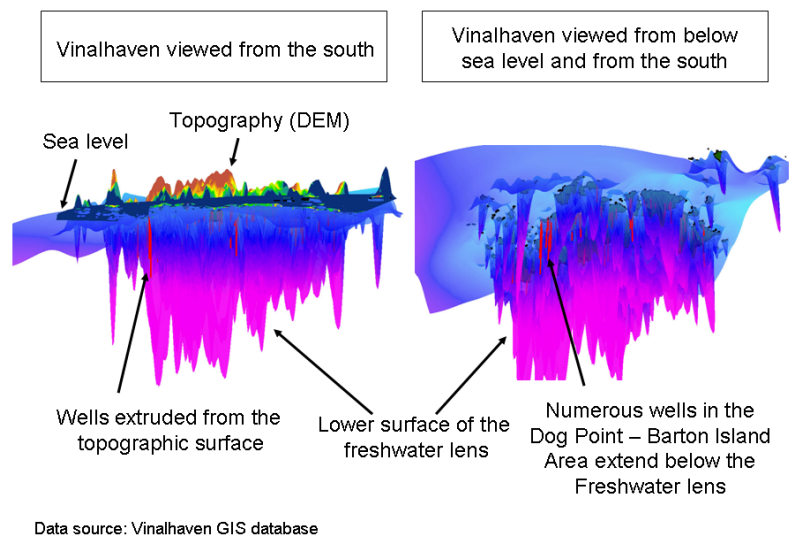 Vinalhaven viewed from the south
Vinalhaven viewed from below
sea level and from the south
Topography (DEM)
Sea level
Wells extruded from the
topographic surface
Lower surface of the
freshwater lens
Numerous wells in the
Dog Point – Barton Island
Area extend below the
Freshwater lens
Data source: Vinalhaven GIS database